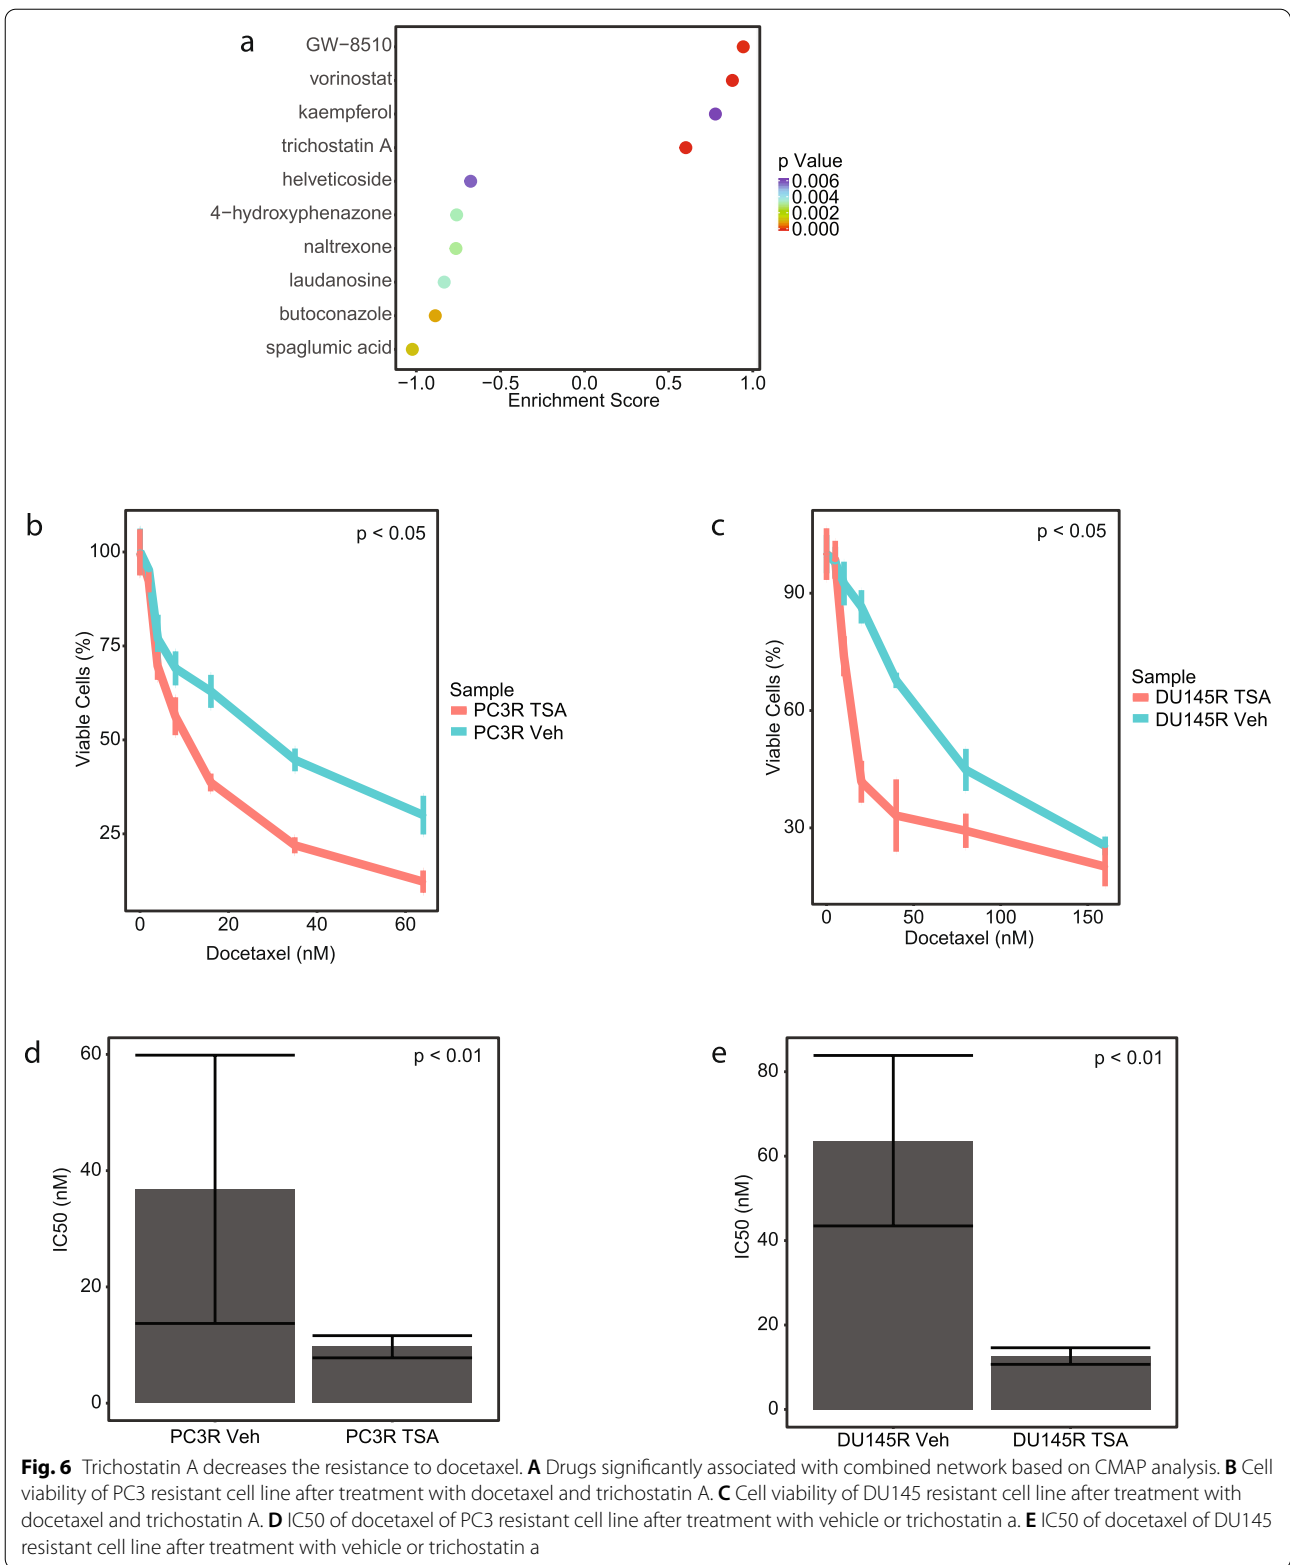 a
GW−8510
vorinostat
kaempferol
trichostatin A
helveticoside
4−hydroxyphenazone
naltrexone
laudanosine
butoconazole
spaglumic acid
−1.0 −0.5 0.0 0.5 1.0
Enrichment Score
p Value
0.006
0.004
0.002
0.000
b
p < 0.05
100
75
50
25
Viable Cells (%)
0 20 40 60
Docetaxel (nM)
Sample
PC3R TSA
PC3R Veh
c
p < 0.05
90
60
30
Viable Cells (%)
0 50 100 150
Docetaxel (nM)
Sample
DU145R TSA
DU145R Veh
d
p < 0.01
60
40
20
0
IC50 (nM)
PC3R Veh PC3R TSA
e
p < 0.01
80
60
40
20
0
IC50 (nM)
DU145R Veh DU145R TSA
Fig. 6 Trichostatin A decreases the resistance to docetaxel. A Drugs significantly associated with combined network based on CMAP analysis. B Cell
viability of PC3 resistant cell line after treatment with docetaxel and trichostatin A. C Cell viability of DU145 resistant cell line after treatment with
docetaxel and trichostatin A. D IC50 of docetaxel of PC3 resistant cell line after treatment with vehicle or trichostatin a. E IC50 of docetaxel of DU145
resistant cell line after treatment with vehicle or trichostatin a